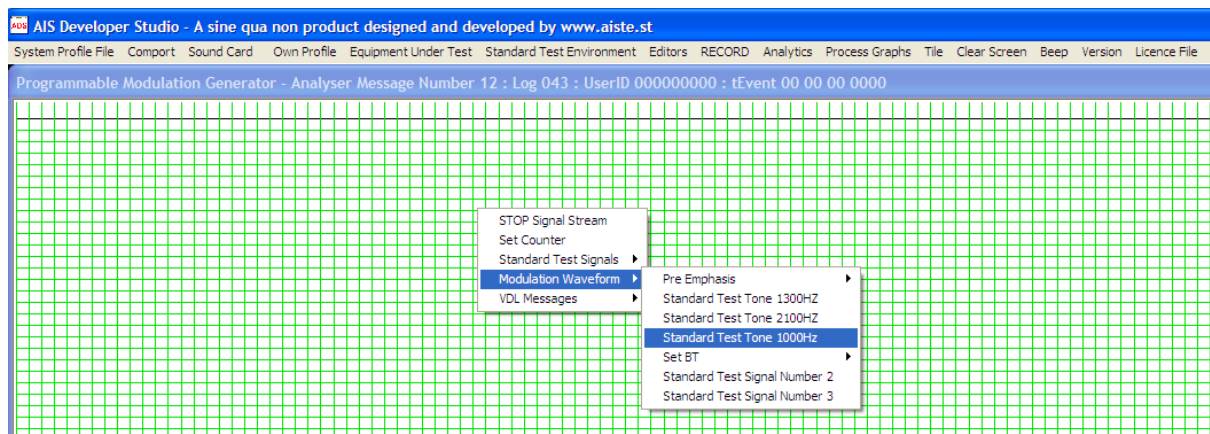 ADS AIS Developer Studio - A sine qua non product designed and developed by www.aiste.st
System Profile File Comport Sound Card Own Profile Equipment Under Test Standard Test Environment Editors RECORD Analytics Process Graphs Tile Clear Screen Beep Version Licence File
Programmable Modulation Generator - Analyser Message Number 12 : Log 043 : UserID 000000000 : tEvent 00 00 00 0000
STOP Signal Stream
Set Counter
Standard Test Signals
Modulation Waveform
VDL Messages
Pre Emphasis
Standard Test Tone 1300HZ
Standard Test Tone 2100HZ
Standard Test Tone 1000Hz
Set BT
Standard Test Signal Number 2
Standard Test Signal Number 3